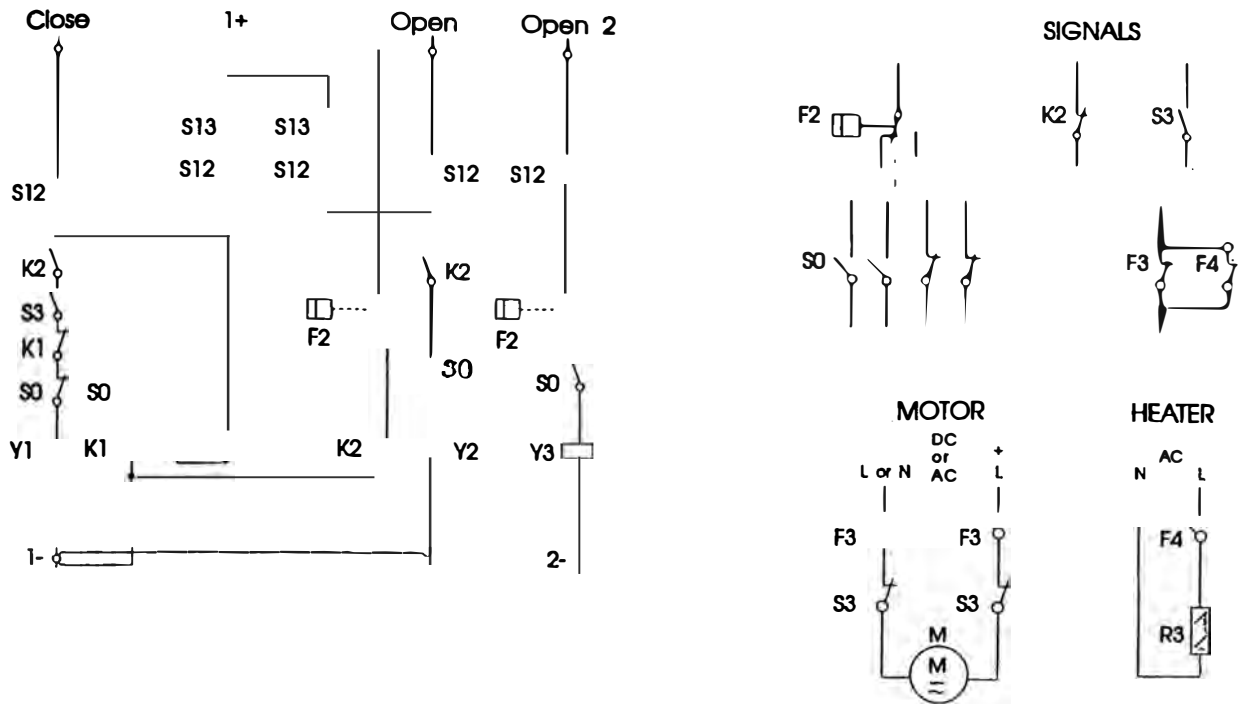 Close 1+ Open Open 2
S13 S13
S12 S12 S12 S12
S12
K2 K2
S3
F2 F2
K1
S0 S0 S0 S0
Y1 K1 K2 Y2 Y3
1- 2-
SIGNALS
F2 K2 S3
S0 F3 F4
MOTOR
DC
or
AC
+
L or N L
F3 F3
S3 S3
M
M
HEATER
AC
N L
F4
R3